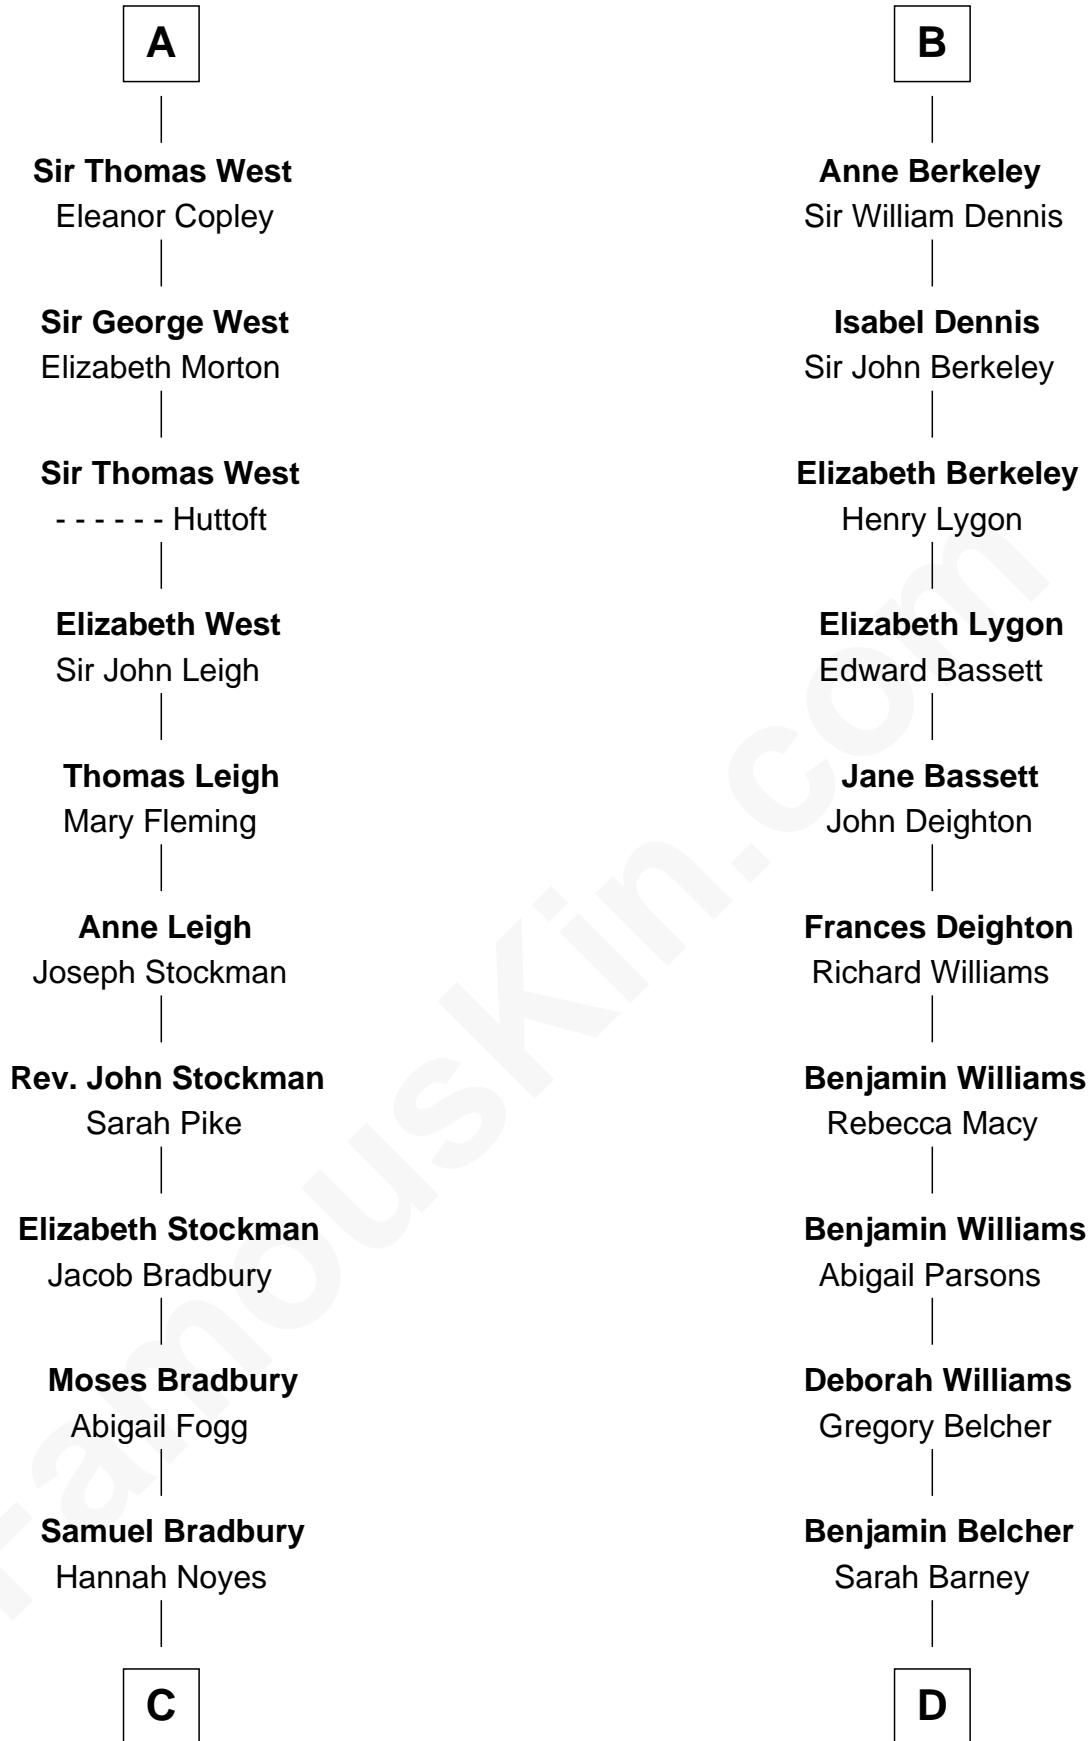 A
Sir Thomas West
Eleanor Copley
Sir George West
Elizabeth Morton
Sir Thomas West
- - - - - - Huttoft
Elizabeth West
Sir John Leigh
Thomas Leigh
Mary Fleming
Anne Leigh
Joseph Stockman
Rev. John Stockman
Sarah Pike
Elizabeth Stockman
Jacob Bradbury
Moses Bradbury
Abigail Fogg
Samuel Bradbury
Hannah Noyes
C
B
Anne Berkeley
Sir William Dennis
Isabel Dennis
Sir John Berkeley
Elizabeth Berkeley
Henry Lygon
Elizabeth Lygon
Edward Bassett
Jane Bassett
John Deighton
Frances Deighton
Richard Williams
Benjamin Williams
Rebecca Macy
Benjamin Williams
Abigail Parsons
Deborah Williams
Gregory Belcher
Benjamin Belcher
Sarah Barney
D
FamousKin.com